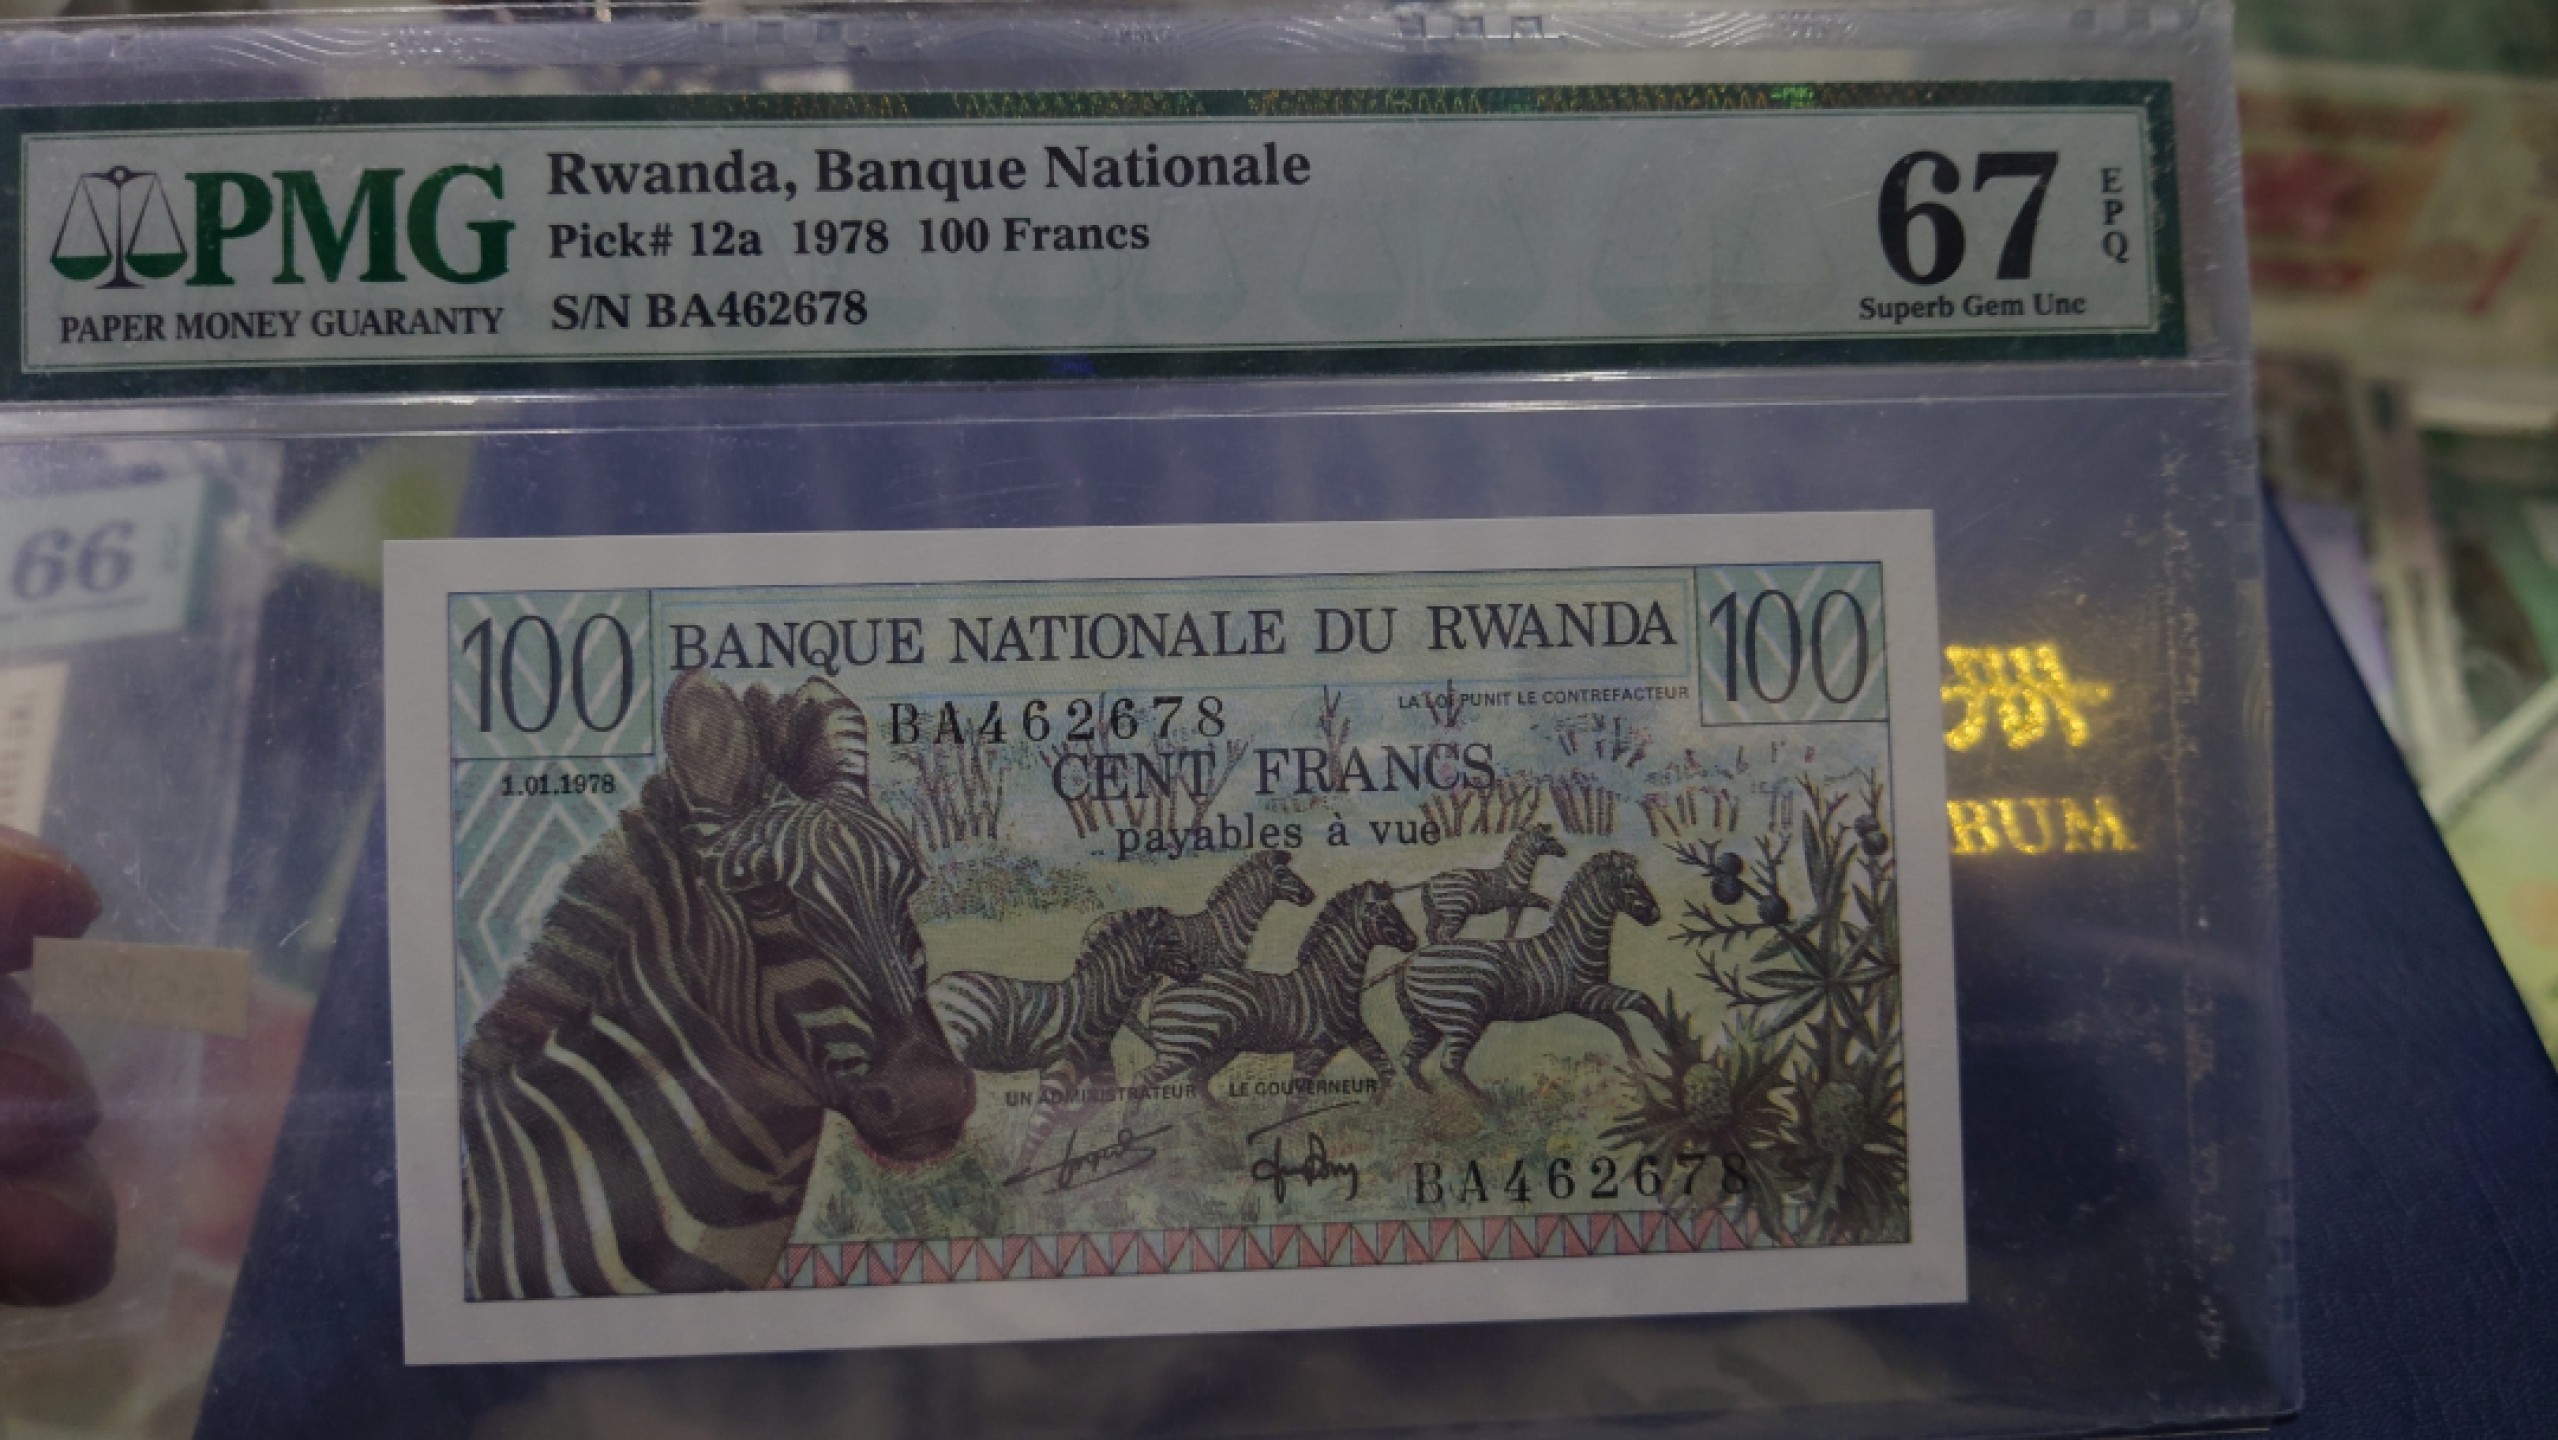 PMG
PAPER MONEY GUARANTY
Rwanda, Banque Nationale
Pick# 12a 1978 100 Francs
S/N BA462678
67
EPQ
Superb Gem Unc
66
100
BANQUE NATIONALE DU RWANDA
100
BA462678
LA LOI PUNIT LE CONTREFACTEUR
1.01.1978
CENT FRANCS
payables à vue
UN ADMINISTRATEUR
LE GOUVERNEUR
BA462678
BUM